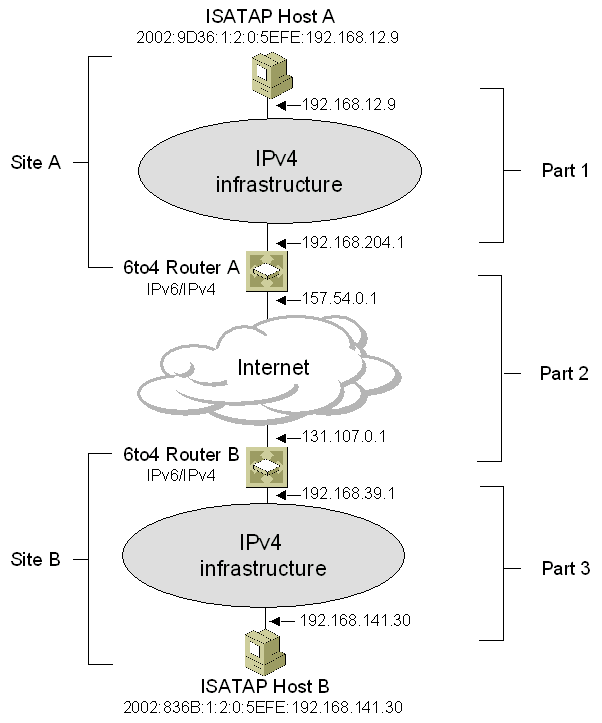 ISATAP Host A
2002:9D36:1:2:0:5EFE:192.168.12.9
192.168.12.9
Site A
IPv4
infrastructure
Part 1
192.168.204.1
6to4 Router A
IPv6/IPv4
157.54.0.1
Internet
Part 2
131.107.0.1
6to4 Router B
IPv6/IPv4
192.168.39.1
Site B
IPv4
infrastructure
Part 3
192.168.141.30
ISATAP Host B
2002:836B:1:2:0:5EFE:192.168.141.30